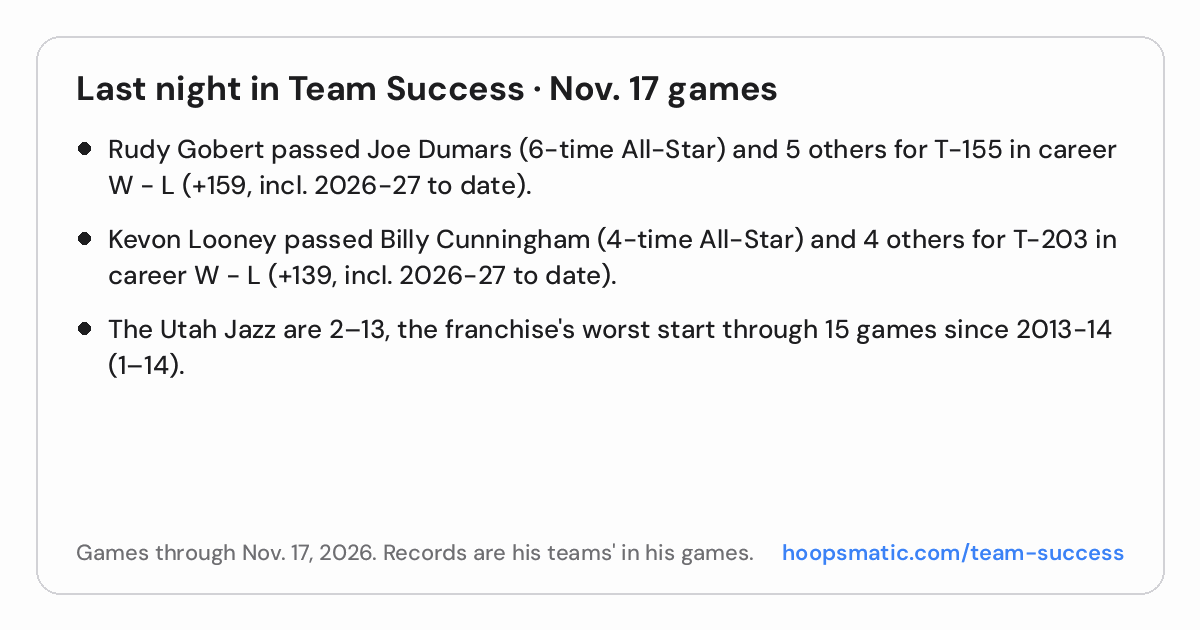 Last night in Team Success · Nov. 17 games
● Rudy Gobert passed Joe Dumars (6-time All-Star) and 5 others for T-155 in career
W - L (+159, incl. 2026-27 to date).
● Kevon Looney passed Billy Cunningham (4-time All-Star) and 4 others for T-203 in
career W - L (+139, incl. 2026-27 to date).
● The Utah Jazz are 2–13, the franchise's worst start through 15 games since 2013-14
(1–14).
Games through Nov. 17, 2026. Records are his teams' in his games. hoopsmatic.com/team-success